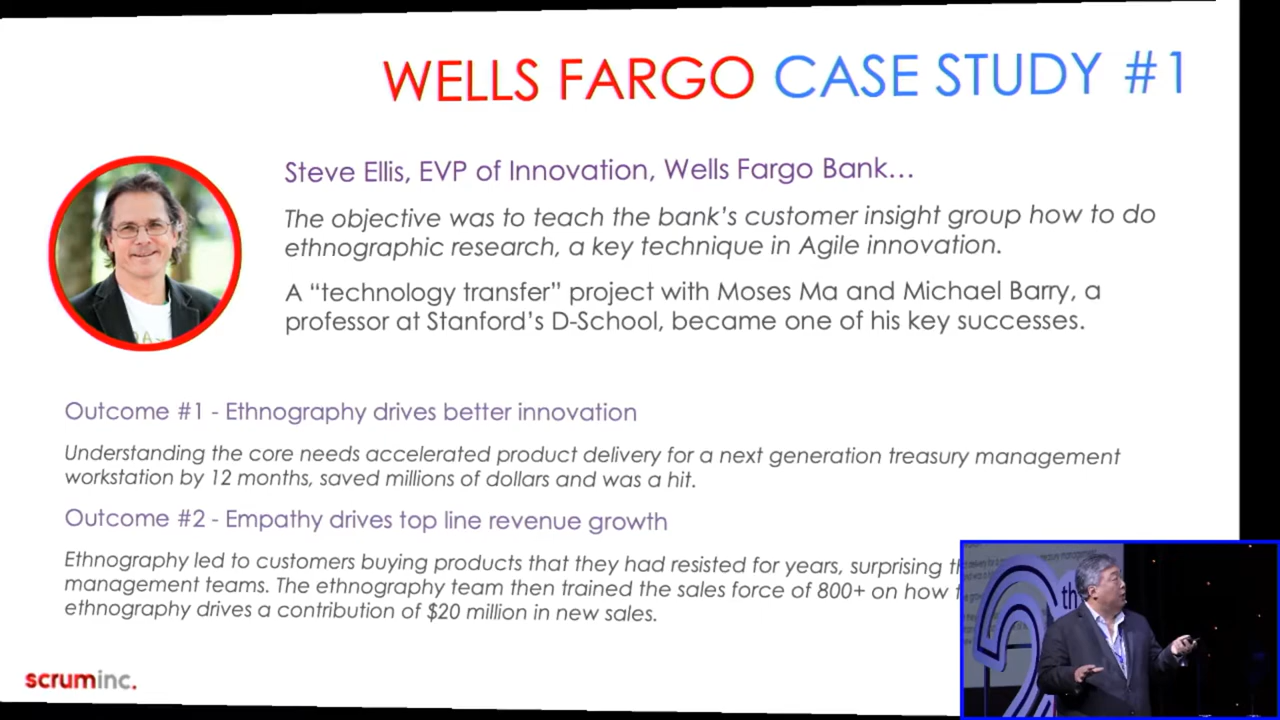 WELLS FARGO CASE STUDY #1
Steve Ellis, EVP of Innovation, Wells Fargo Bank…
The objective was to teach the bank's customer insight group how to do
ethnographic research, a key technique in Agile innovation.
A “technology transfer” project with Moses Ma and Michael Barry, a
professor at Stanford's D-School, became one of his key successes.
Outcome #1 - Ethnography drives better innovation
Understanding the core needs accelerated product delivery for a next generation treasury management
workstation by 12 months, saved millions of dollars and was a hit.
Outcome #2 - Empathy drives top line revenue growth
Ethnography led to customers buying products that they had resisted for years, surprising
management teams. The ethnography team then trained the sales force of 800+ on how
ethnography drives a contribution of $20 million in new sales.
scruminc.
th